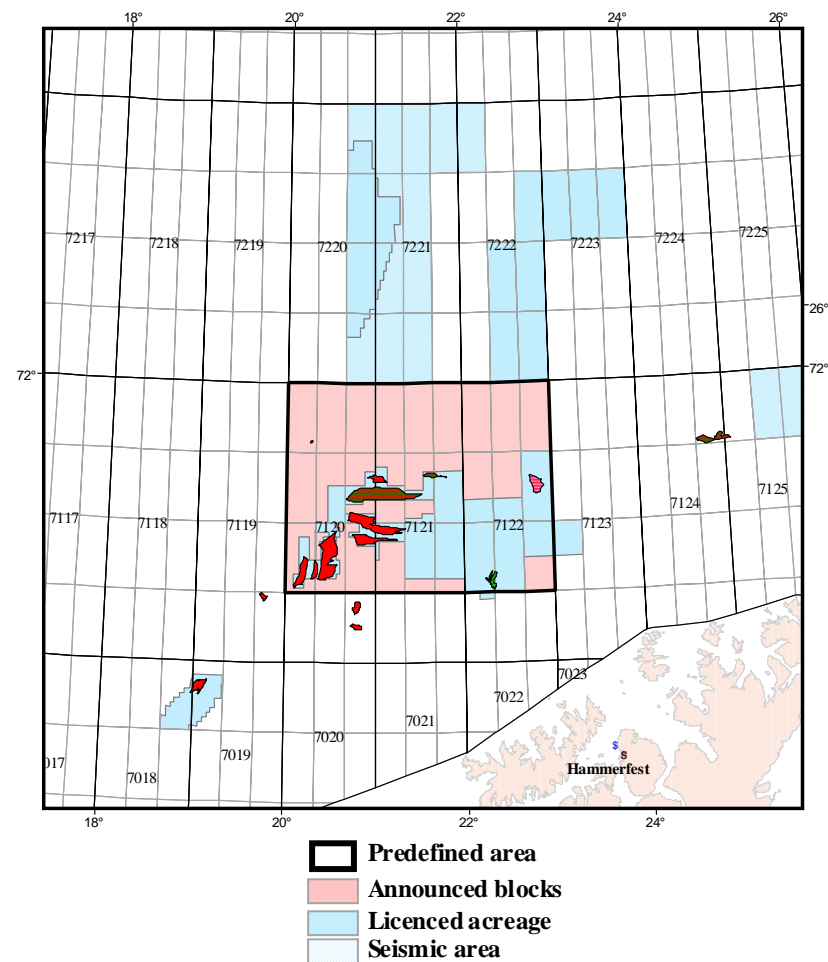 18° 20° 22° 24° 26°
7217 7218 7219 7220 7221 7222 7223 7224 7225
26°
72° 72°
7117 7118 7119 7120 7121 7122 7123 7124 7125
7023
7022
7021
7020
7019
7018
017
$
$
Hammerfest
18° 20° 22° 24°
Predefined area
Announced blocks
Licenced acreage
Seismic area